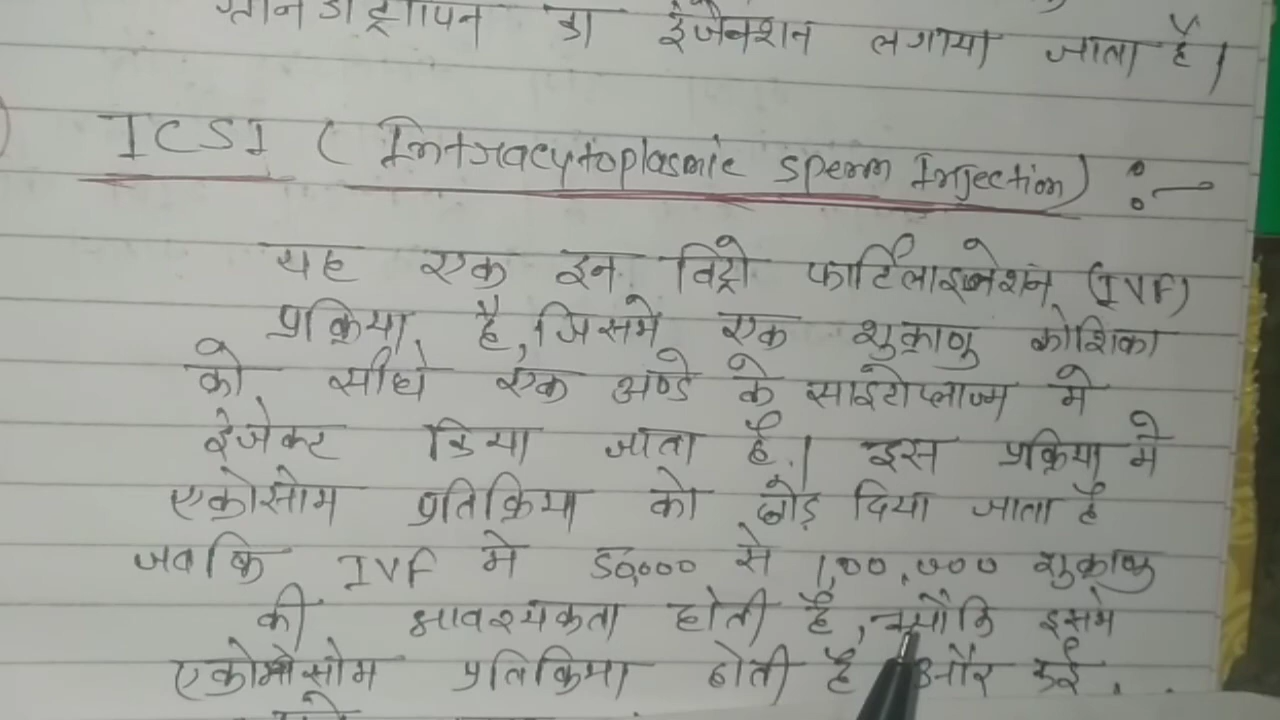 का इंजेक्शन लगाया जाता है।
ICSI ( Intracytoplasmic Sperm Injection) :-
यह एक इन विट्रो फार्टिलाइजेशन (IVF)
प्रक्रिया है, जिसमे एक शुक्राणु कोशिका
को सीधे एक अण्डे के साइटोप्लाज्म मे
इंजेक्ट किया जाता है। इस प्रक्रिया मे
एक्रोसोम प्रतिक्रिया को छोड़ दिया जाता है
जबकि IVF मे 50,000 से 1,00,000 शुक्राणु
की आवश्यकता होती है, क्योंकि इसमे
एक्रोसोम प्रतिक्रिया होती है और कई